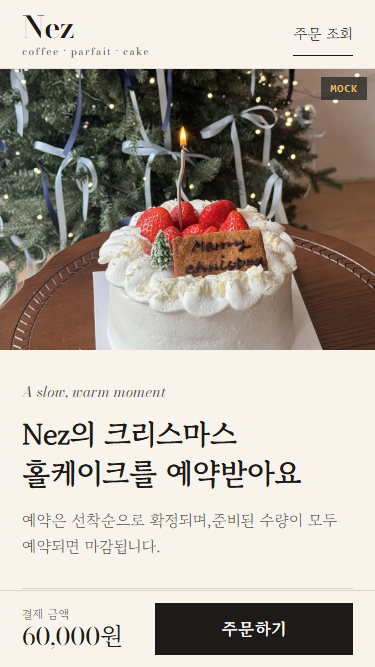 Nez
coffee · parfait · cake
주문 조회
MOCK
Merry
Christmas
A slow, warm moment
Nez의 크리스마스
홀케이크를 예약받아요
예약은 선착순으로 확정되며,준비된 수량이 모두
예약되면 마감됩니다.
결제 금액
60,000원
주문하기